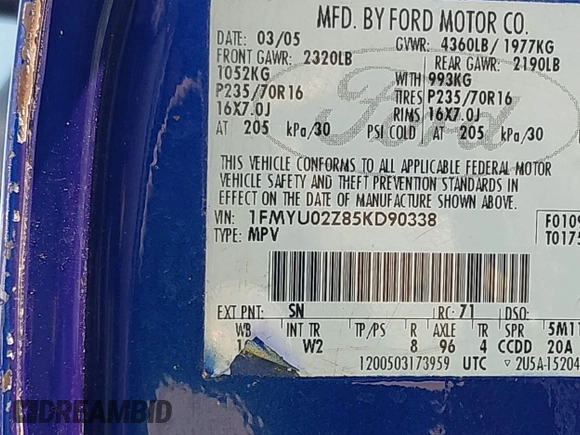 MFD. BY FORD MOTOR CO.
DATE: 03/05 GVWR: 4360LB/ 1977KG
FRONT GAWR: 2320LB REAR GAWR: 2190LB
1052KG WITH 993KG
P235/70R16 TIRES P235/70R16
16X7.0J RIMS 16X7.0J
AT 205 kPa/30 PSI COLD AT 205 kPa/30
Ford
THIS VEHICLE CONFORMS TO ALL APPLICABLE FEDERAL MOTOR
VEHICLE SAFETY AND THEFT PREVENTION STANDARDS IN
EFFECT ON THE DATE OF MANUFACTURE SHOWN ABOVE.
VIN: 1FMYU02Z85KD90338 F0109
TYPE: MPV T0175
EXT PNT: SN RC: 71 DSO:
WB INT TR TP/PS R AXLE TR SPR 5M11
W2 8 96 4 CCDD 20A
1200503173959 UTC 2U5A-15204
DREAMBID